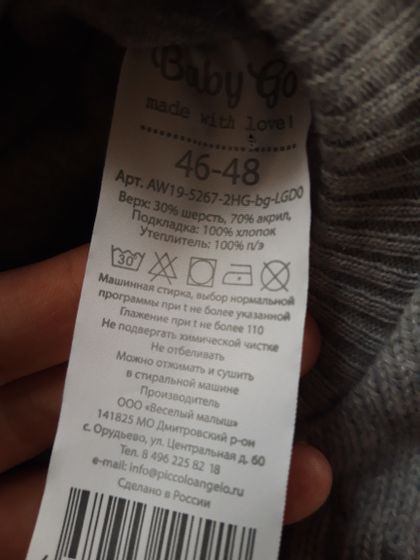 Baby Go
made with love!
46-48
Арт. AW19-5267-2HG-bg-LGD0
Верх: 30% шерсть, 70% акрил,
Подкладка: 100% хлопок
Утеплитель: 100% п/э
30°
Машинная стирка, выбор нормальной
программы при t не более указанной
Глажение при t не более 110
Не подвергать химической чистке
Не отбеливать
Можно отжимать и сушить
в стиральной машине
Производитель
ООО «Веселый малыш»
141825 МО Дмитровский р-он
с. Орудьево, ул. Центральная д. 60
Тел. 8 496 225 82 18
e-mail: info@piccoloangelo.ru
Сделано в России